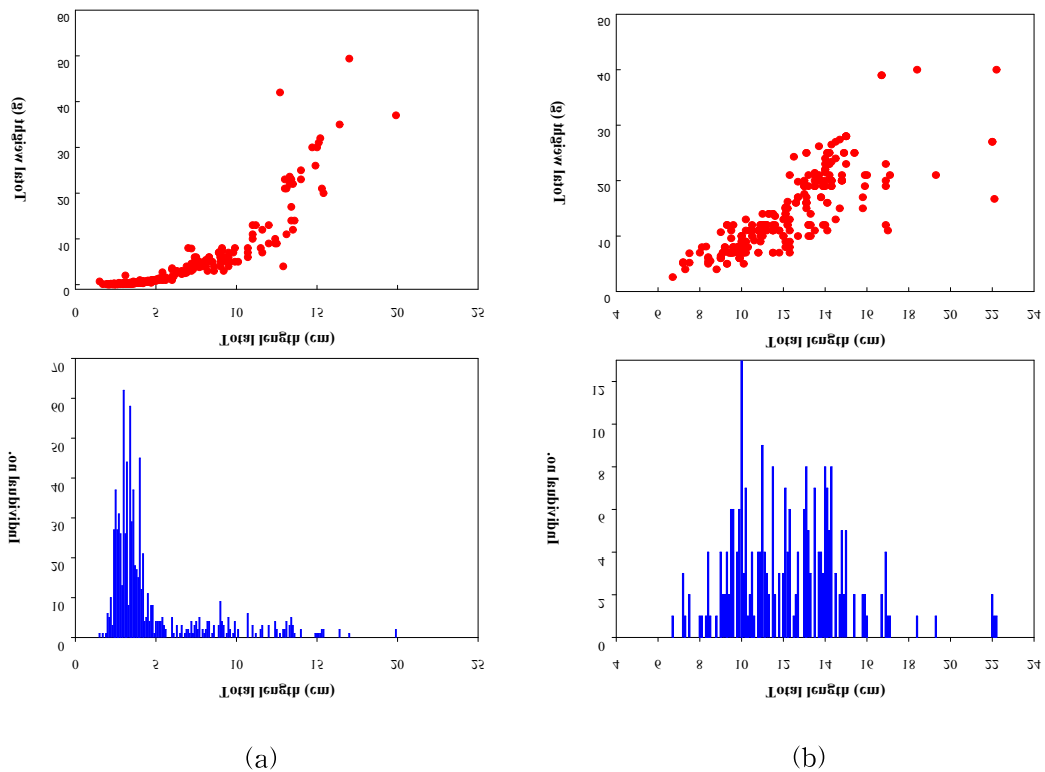 60
50
40
30
20
10
0
Total weight (g)
0 5 10 15 20 25
Total length (cm)
50
40
30
20
10
0
Total weight (g)
4 6 8 10 12 14 16 18 20 22 24
Total length (cm)
70
60
50
40
30
20
10
0
Individual no.
0 5 10 15 20 25
Total length (cm)
12
10
8
6
4
2
0
Individual no.
4 6 8 10 12 14 16 18 20 22 24
Total length (cm)
(a)
(b)